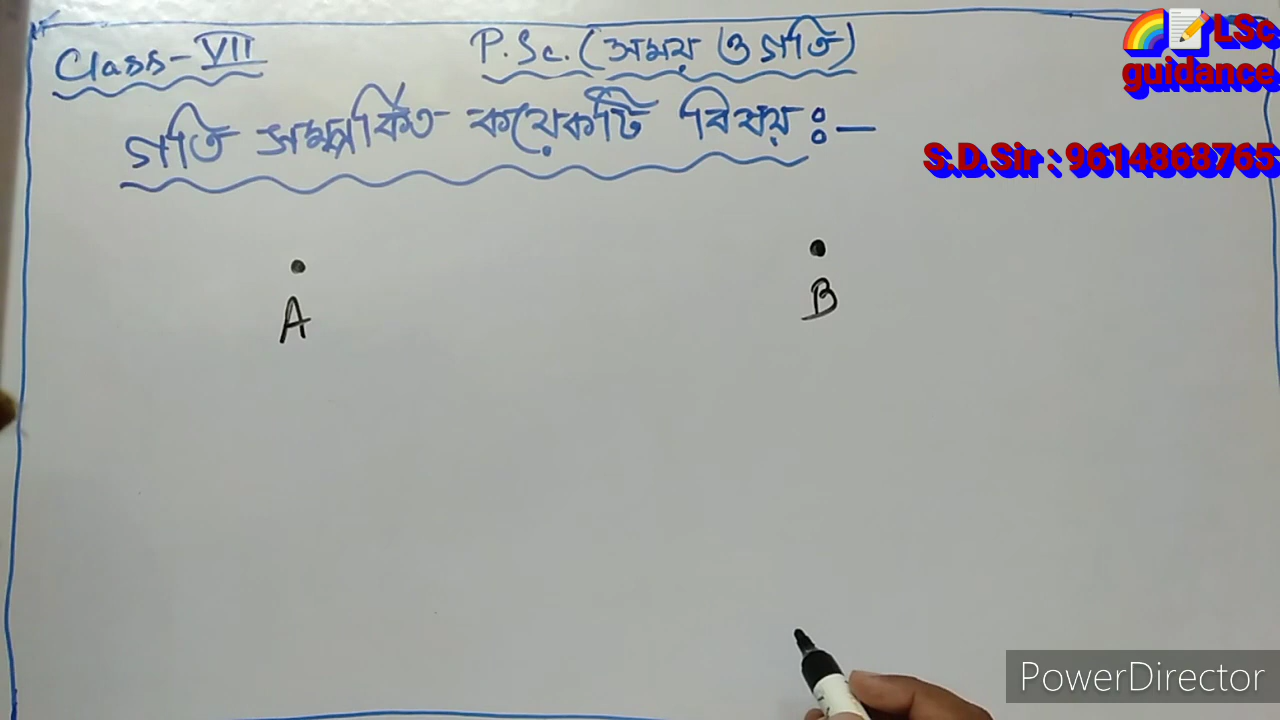 Class-VII
P.Sc. (সময় ও গতি)
🌈📝 LSc
guidance
গতি সম্পর্কিত কয়েকটি বিষয় :-
S.D.Sir : 9614868765
A
B
PowerDirector